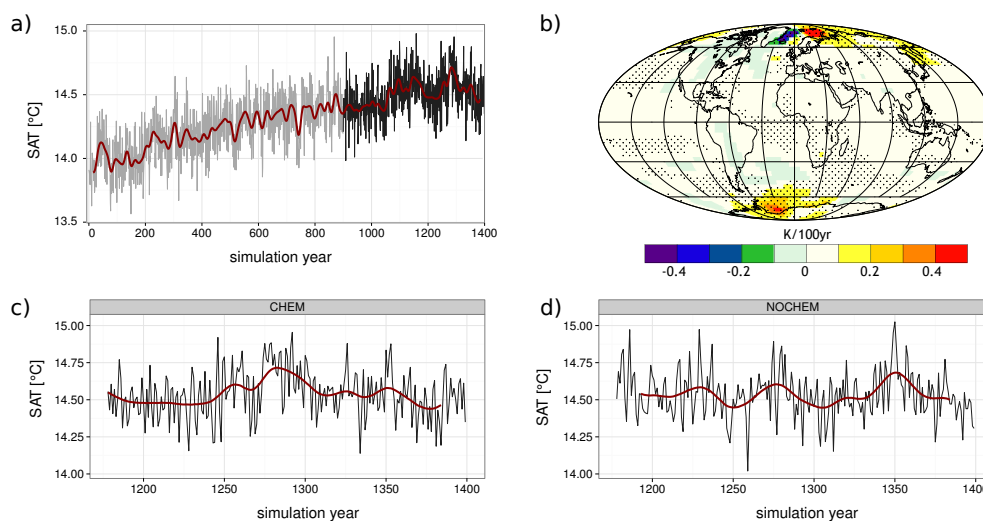 a)
15.0
14.5
14.0
13.5
SAT [°C]
0 200 400 600 800 1000 1200 1400
simulation year
b)
K/100yr
-0.4 -0.2 0 0.2 0.4
c)
CHEM
15.00
14.75
14.50
14.25
14.00
SAT [°C]
1200 1250 1300 1350 1400
simulation year
d)
NOCHEM
15.00
14.75
14.50
14.25
14.00
SAT [°C]
1200 1250 1300 1350 1400
simulation year